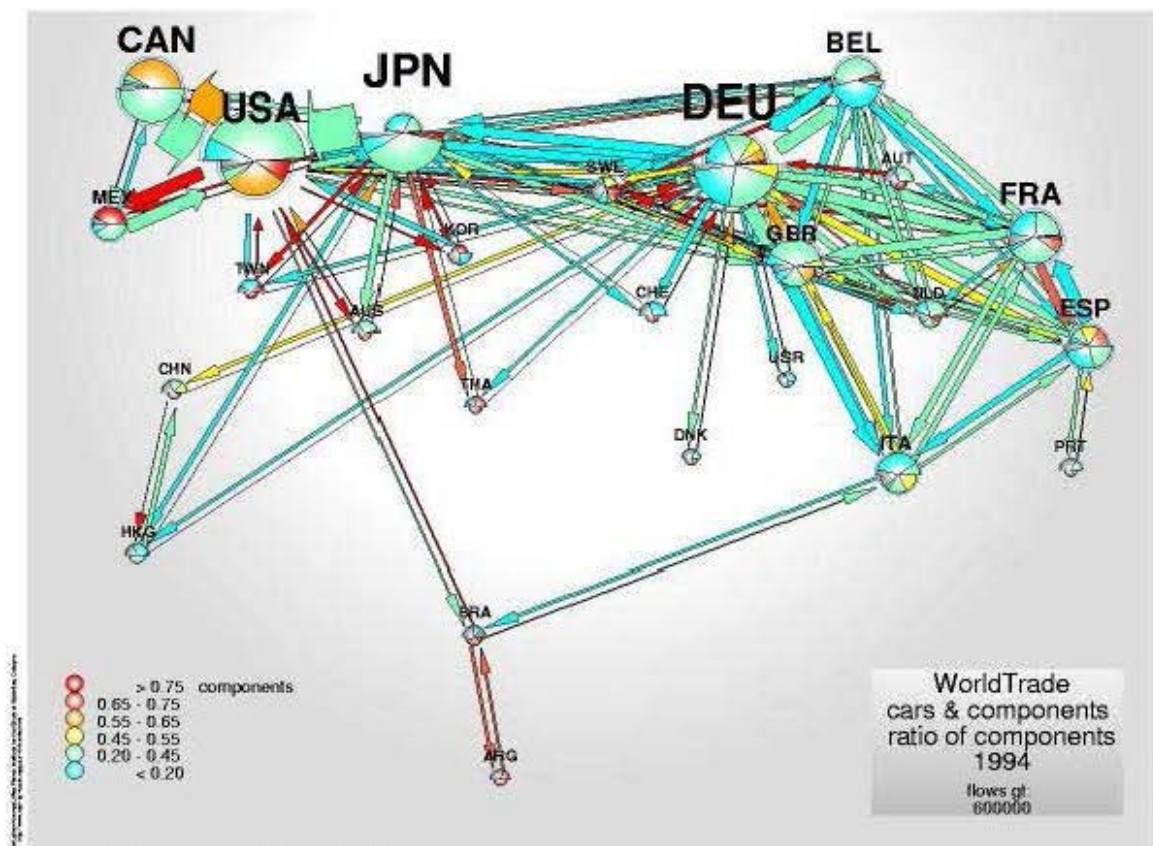 CAN
BEL
JPN
USA
DEU
SWE
AUT
MEX
FRA
KOR
GBR
TWN
CHE
NLD
AUS
ESP
USR
CHN
THA
DNK
ITA
PRT
HKG
BRA
ARG
> 0.75 components
0.65 - 0.75
0.55 - 0.65
0.45 - 0.55
0.20 - 0.45
< 0.20
WorldTrade
cars & components
ratio of components
1994
flows gt:
600000